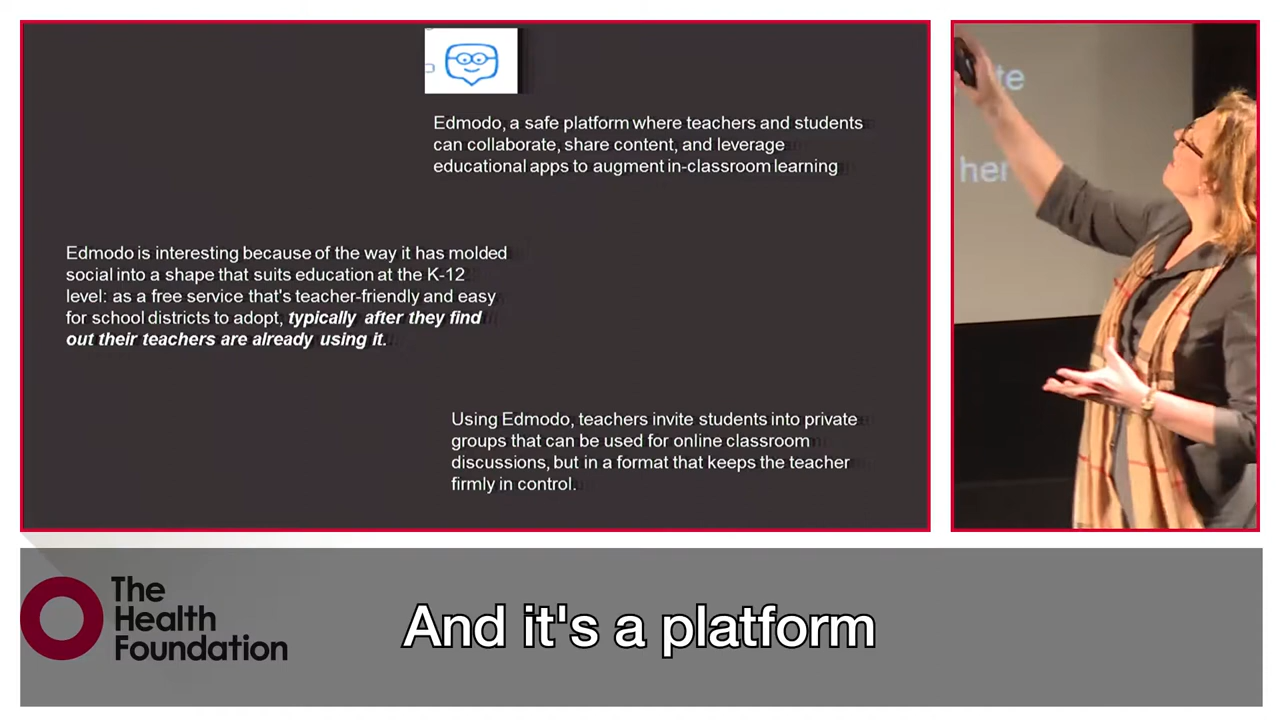 Edmodo, a safe platform where teachers and students
can collaborate, share content, and leverage
educational apps to augment in-classroom learning
Edmodo is interesting because of the way it has molded
social into a shape that suits education at the K-12
level: as a free service that's teacher-friendly and easy
for school districts to adopt, typically after they find
out their teachers are already using it.
Using Edmodo, teachers invite students into private
groups that can be used for online classroom
discussions, but in a format that keeps the teacher
firmly in control.
The
Health
Foundation
And it's a platform